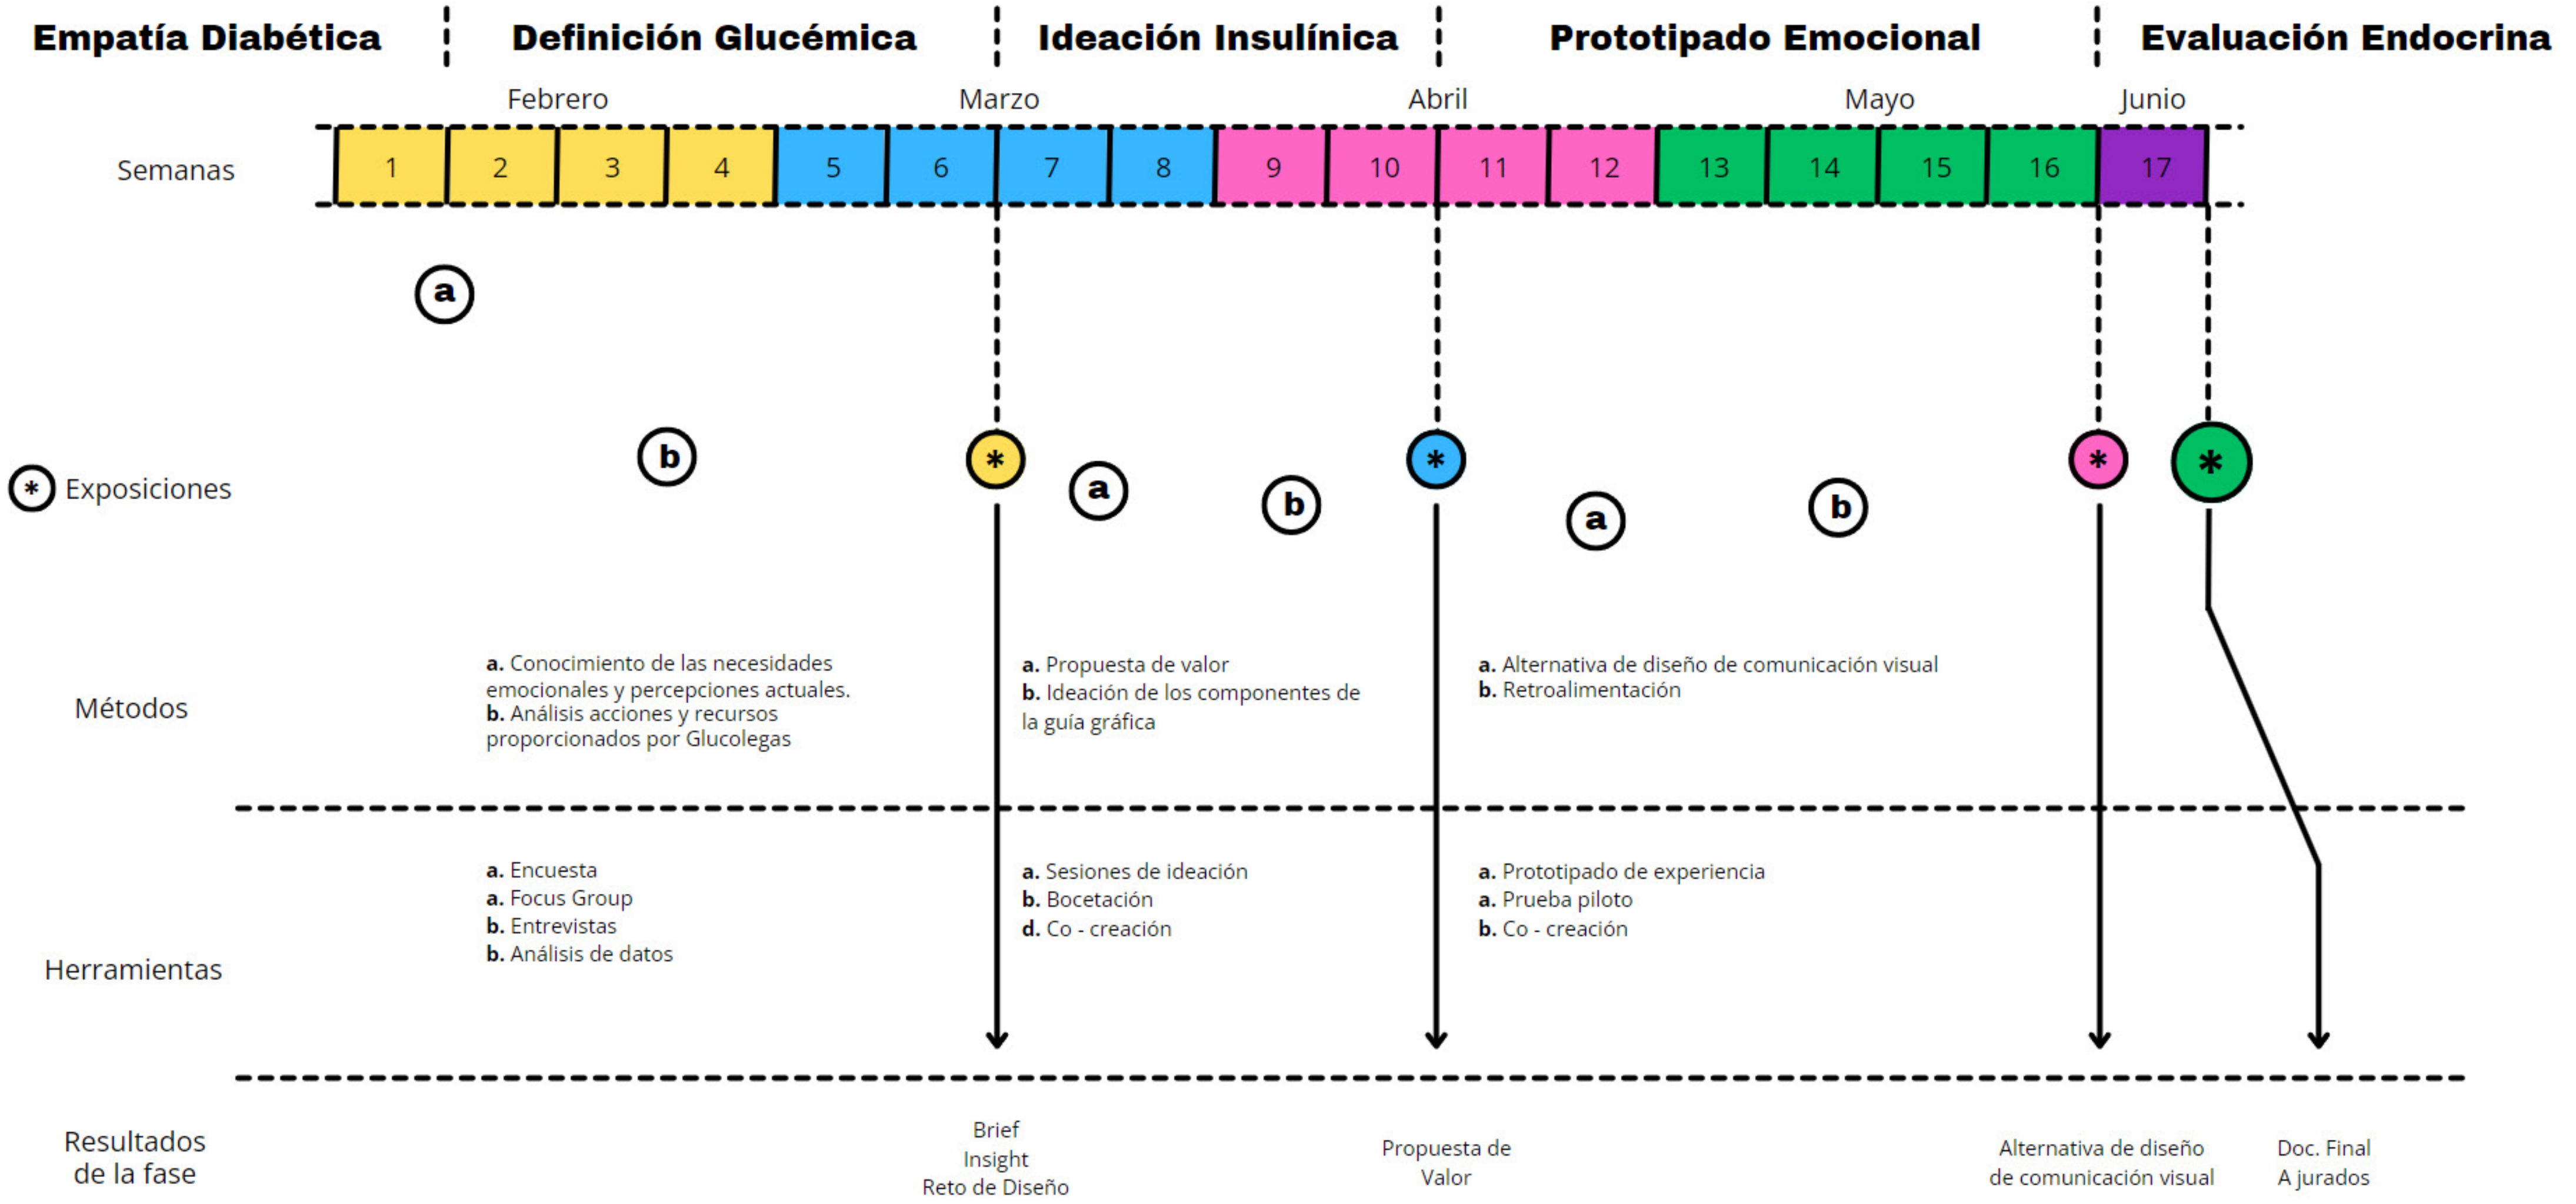 Empatía Diabética
Definición Glucémica
Ideación Insulínica
Prototipado Emocional
Evaluación Endocrina
Febrero
Marzo
Abril
Mayo
Junio
Semanas
1
2
3
4
5
6
7
8
9
10
11
12
13
14
15
16
17
a
b
*
*
*
*
* Exposiciones
a
b
a
b
Métodos
a. Conocimiento de las necesidades
emocionales y percepciones actuales.
b. Análisis acciones y recursos
proporcionados por Glucolegas
a. Propuesta de valor
b. Ideación de los componentes de
la guía gráfica
a. Alternativa de diseño de comunicación visual
b. Retroalimentación
Herramientas
a. Encuesta
a. Focus Group
b. Entrevistas
b. Análisis de datos
a. Sesiones de ideación
b. Bocetación
d. Co - creación
a. Prototipado de experiencia
a. Prueba piloto
b. Co - creación
Resultados
de la fase
Brief
Insight
Reto de Diseño
Propuesta de
Valor
Alternativa de diseño
de comunicación visual
Doc. Final
A jurados